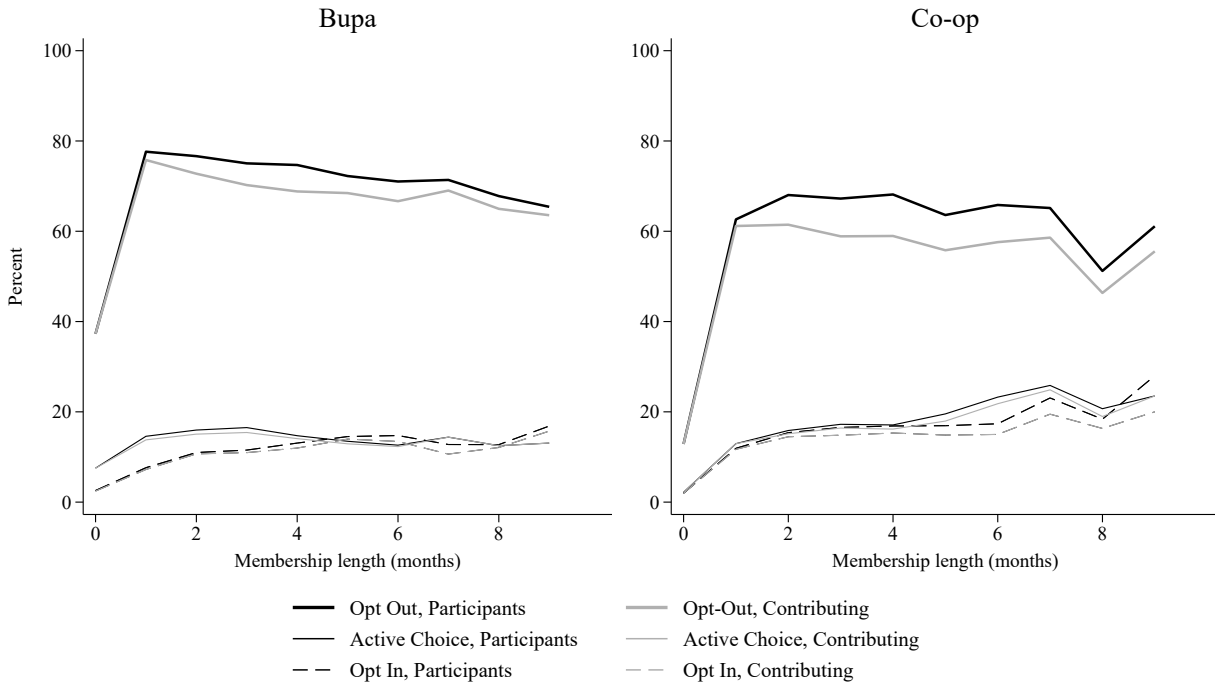 Bupa
Co-op
100
80
60
40
20
0
Percent
0 2 4 6 8
Membership length (months)
100
80
60
40
20
0
0 2 4 6 8
Membership length (months)
Opt Out, Participants
Opt-Out, Contributing
Active Choice, Participants
Active Choice, Contributing
Opt In, Participants
Opt In, Contributing